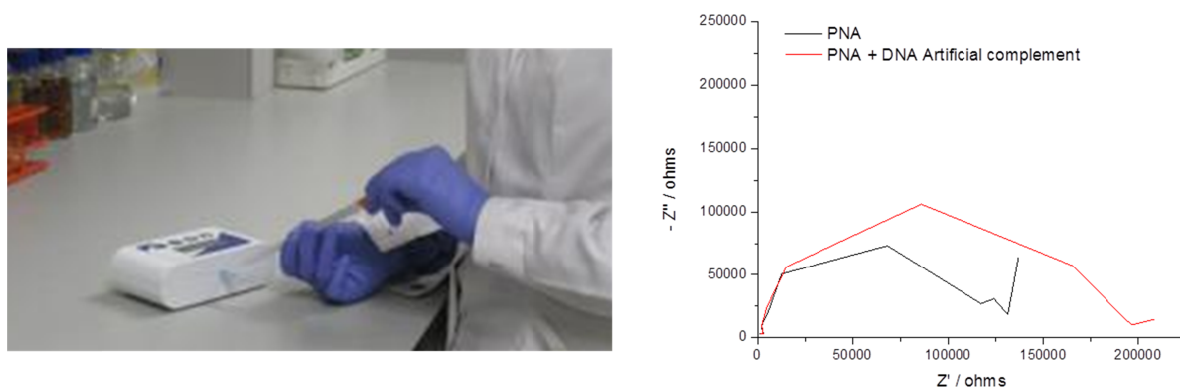 PNA
PNA + DNA Artificial complement
250000
200000
150000
100000
50000
0
- Z" / ohms
0 50000 100000 150000 200000
Z' / ohms